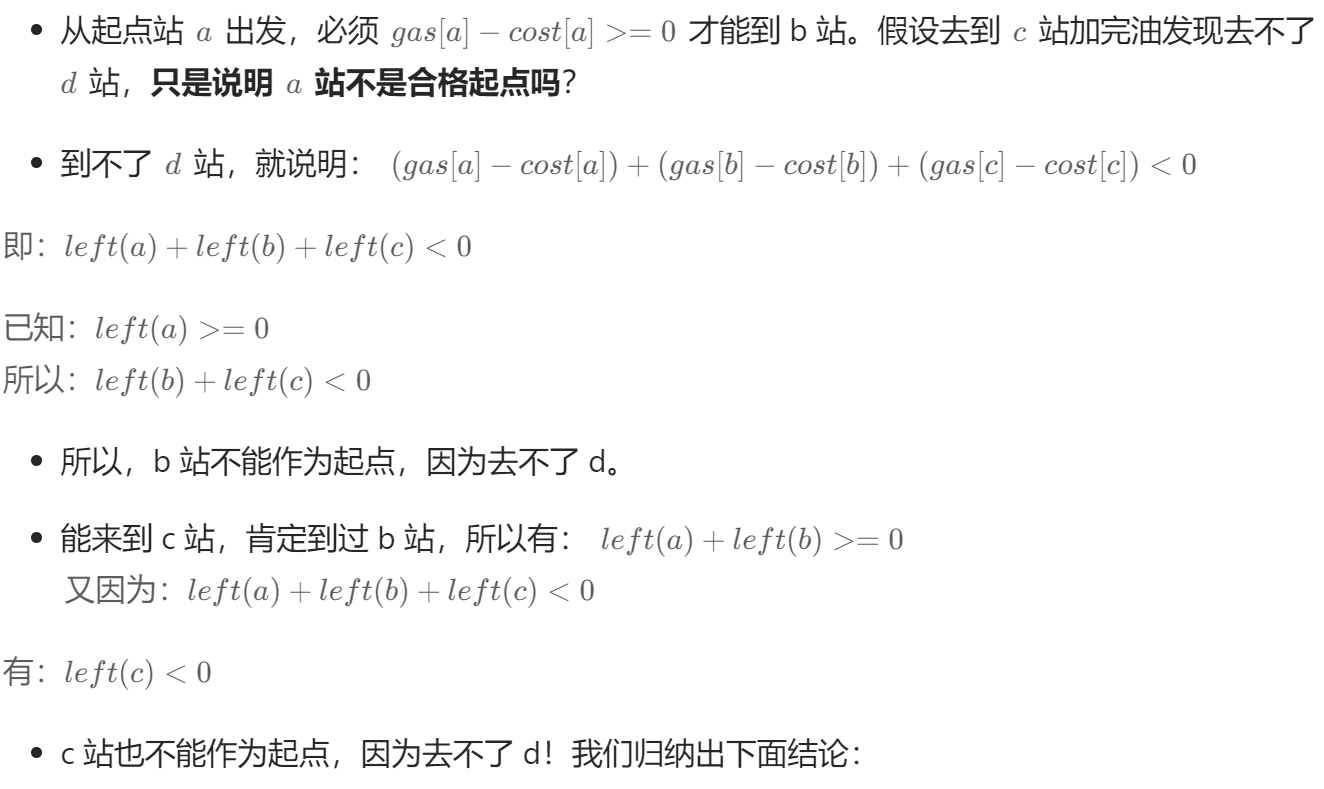 • 从起点站 a 出发，必须 gas[a] − cost[a] >= 0 才能到 b 站。假设去到 c 站加完油发现去不了
d 站，只是说明 a 站不是合格起点吗？
• 到不了 d 站，就说明： (gas[a] − cost[a]) + (gas[b] − cost[b]) + (gas[c] − cost[c]) < 0
即：left(a) + left(b) + left(c) < 0
已知：left(a) >= 0
所以：left(b) + left(c) < 0
• 所以，b 站不能作为起点，因为去不了 d。
• 能来到 c 站，肯定到过 b 站，所以有： left(a) + left(b) >= 0
又因为：left(a) + left(b) + left(c) < 0
有：left(c) < 0
• c 站也不能作为起点，因为去不了 d！我们归纳出下面结论：